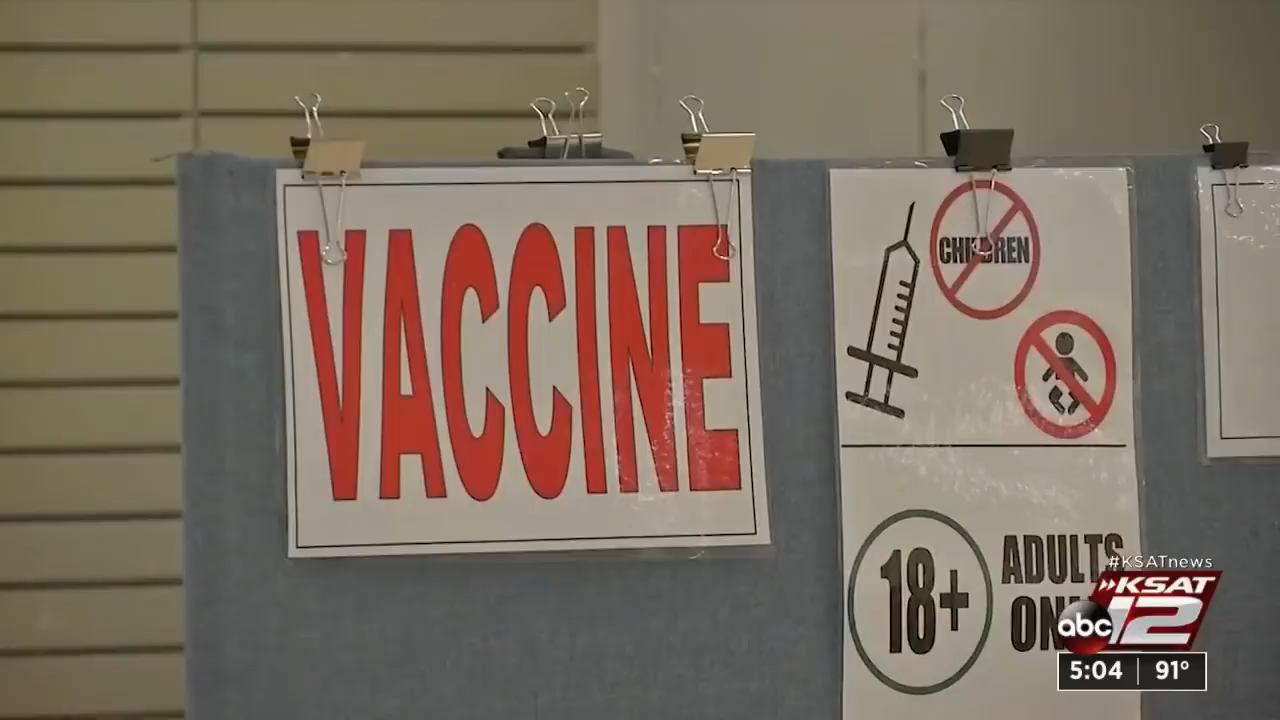 VACCINE
CHILDREN
18+
ADULTS
ONLY
#KSATnews
KSAT
abc 12
5:04 91°